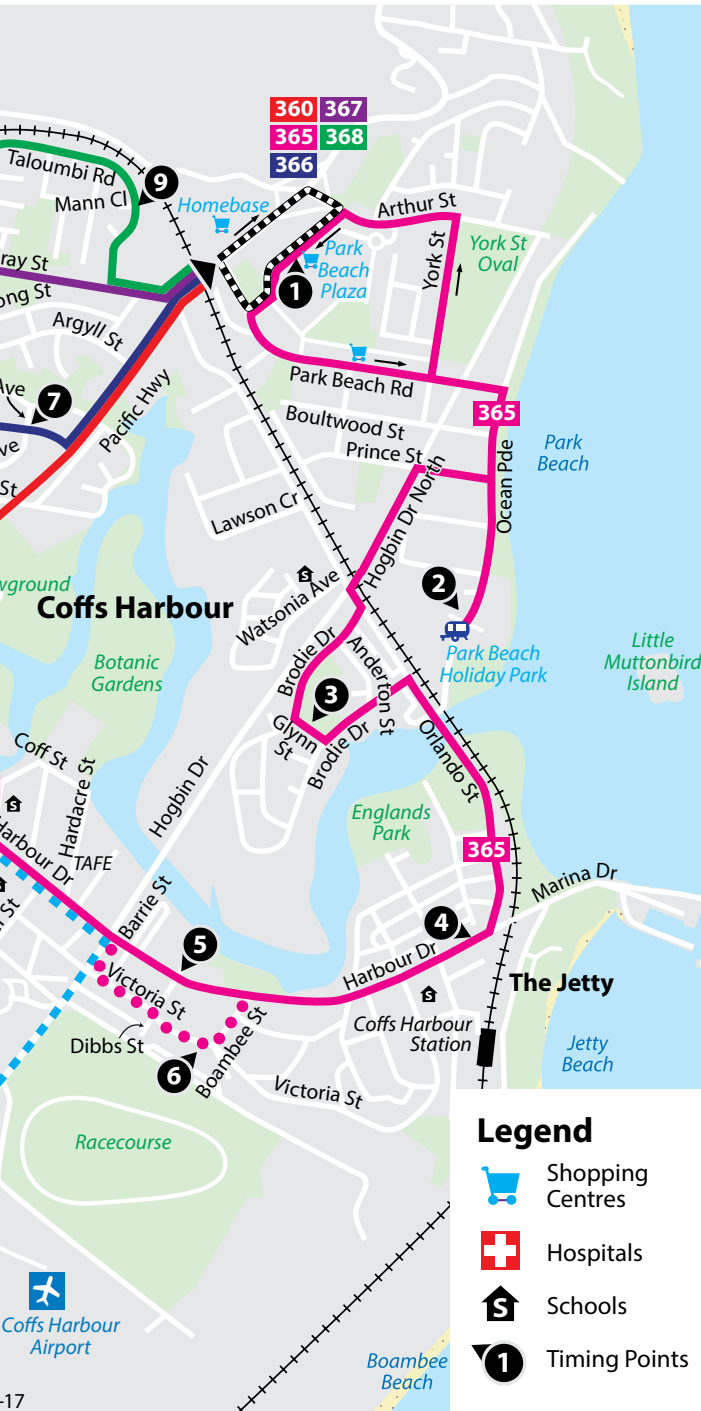 360 367
365 368
366
Taloumbi Rd
Mann Cl
9
Homebase
Arthur St
Park
Beach
Plaza
1
York St
York St
Oval
ray St
ong St
Argyll St
Pacific Hwy
Ave
7
ve
St
Park Beach Rd
365
Boultwood St
Prince St
Ocean Pde
Park
Beach
Lawson Cr
Hogbin Dr North
wground
Coffs Harbour
Watsonia Ave
2
Park Beach
Holiday Park
Little
Muttonbird
Island
Botanic
Gardens
Brodie Dr
Anderton St
3
Glynn
St
Brodie Dr
Orlando St
Coff St
Hardacre St
Hogbin Dr
Englands
Park
365
Harbour Dr
TAFE
r St
Barrie St
Marina Dr
4
5
Harbour Dr
The Jetty
Victoria St
Coffs Harbour
Station
Dibbs St
6
Boambee St
Victoria St
Jetty
Beach
Racecourse
Legend
Shopping
Centres
Hospitals
S Schools
1 Timing Points
Coffs Harbour
Airport
Boambee
Beach
-17